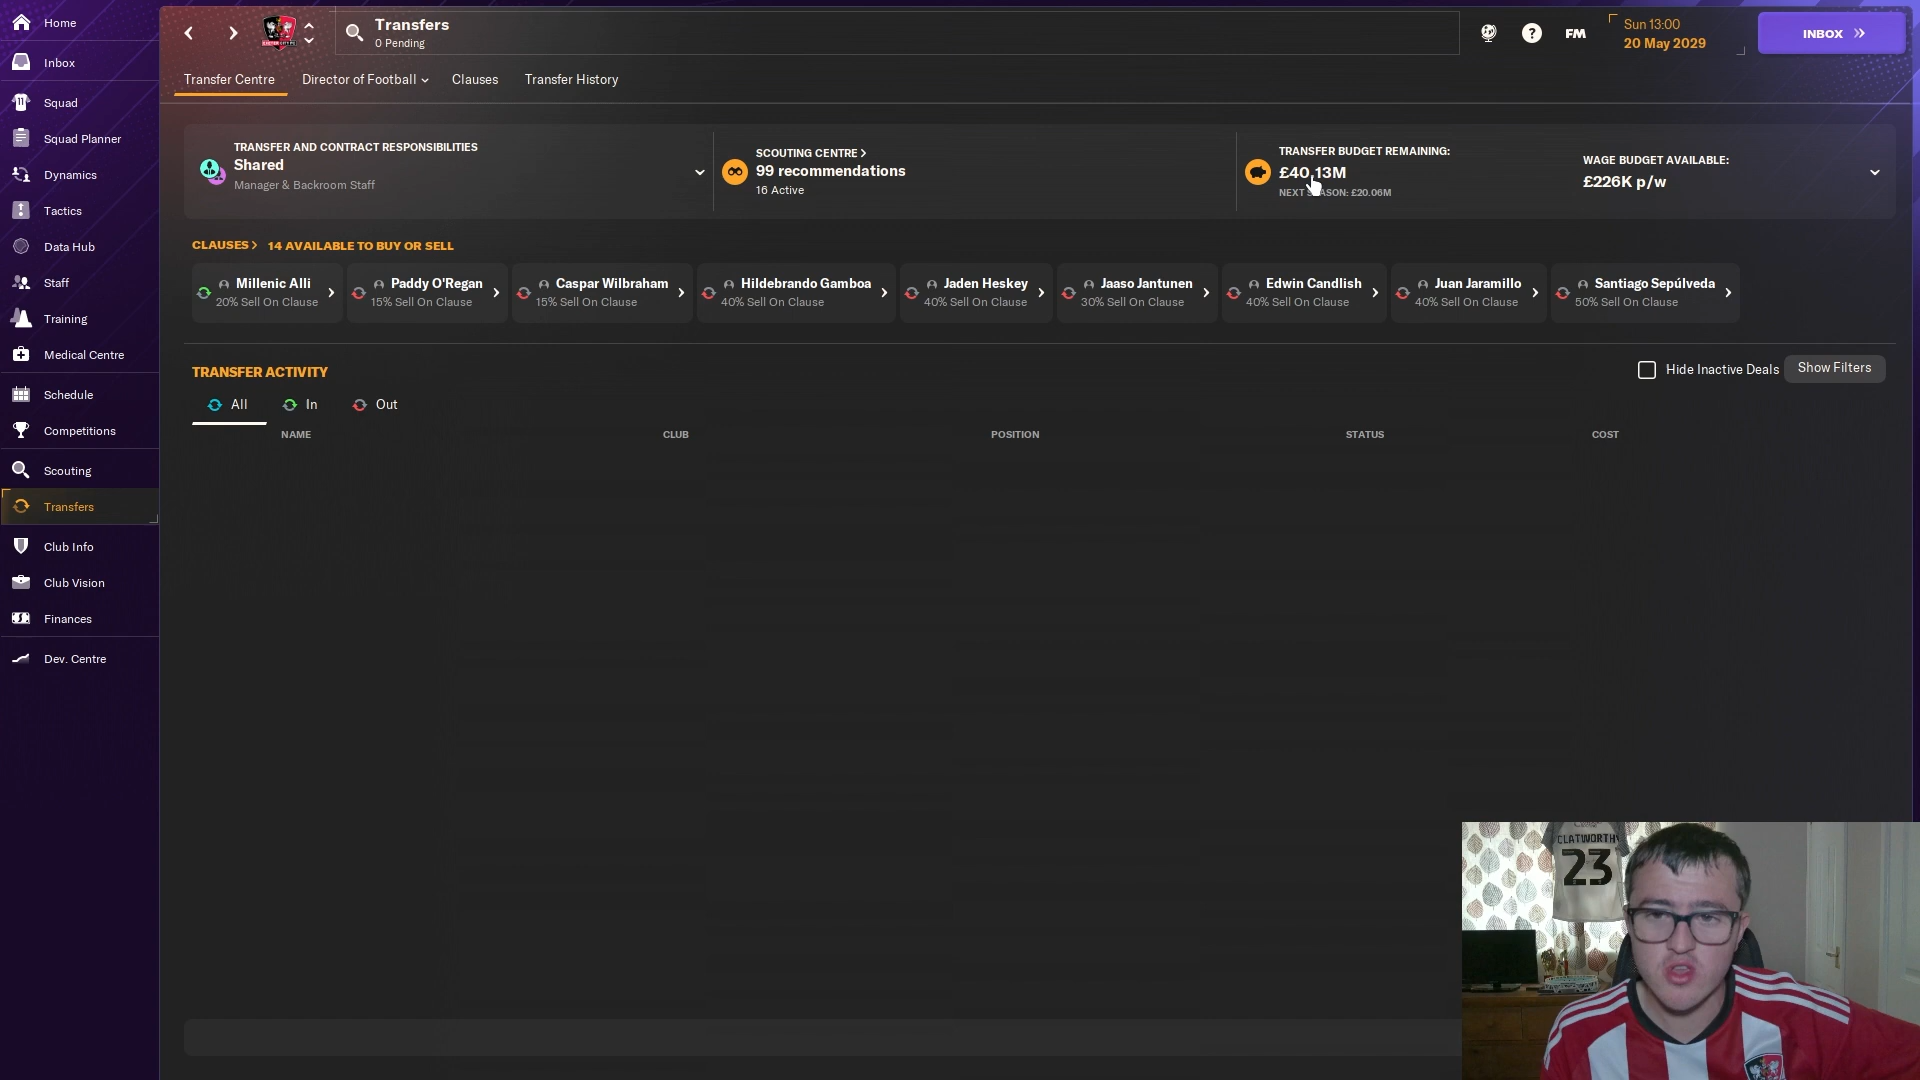 Home
Inbox
Squad
Squad Planner
Dynamics
Tactics
Data Hub
Staff
Training
Medical Centre
Schedule
Competitions
Scouting
Transfers
Club Info
Club Vision
Finances
Dev. Centre
Transfers
0 Pending
FM
Sun 13:00
20 May 2029
INBOX
Transfer Centre
Director of Football
Clauses
Transfer History
TRANSFER AND CONTRACT RESPONSIBILITIES
Shared
Manager & Backroom Staff
SCOUTING CENTRE >
99 recommendations
16 Active
TRANSFER BUDGET REMAINING:
£40.13M
NEXT SEASON: £20.06M
WAGE BUDGET AVAILABLE:
£226K p/w
CLAUSES > 14 AVAILABLE TO BUY OR SELL
Millenic Alli
20% Sell On Clause
Paddy O'Regan
15% Sell On Clause
Caspar Wilbraham
15% Sell On Clause
Hildebrando Gamboa
40% Sell On Clause
Jaden Heskey
40% Sell On Clause
Jaaso Jantunen
30% Sell On Clause
Edwin Candlish
40% Sell On Clause
Juan Jaramillo
40% Sell On Clause
Santiago Sepúlveda
50% Sell On Clause
TRANSFER ACTIVITY
Hide Inactive Deals
Show Filters
All
In
Out
NAME
CLUB
POSITION
STATUS
COST
CLATWORTHY
23